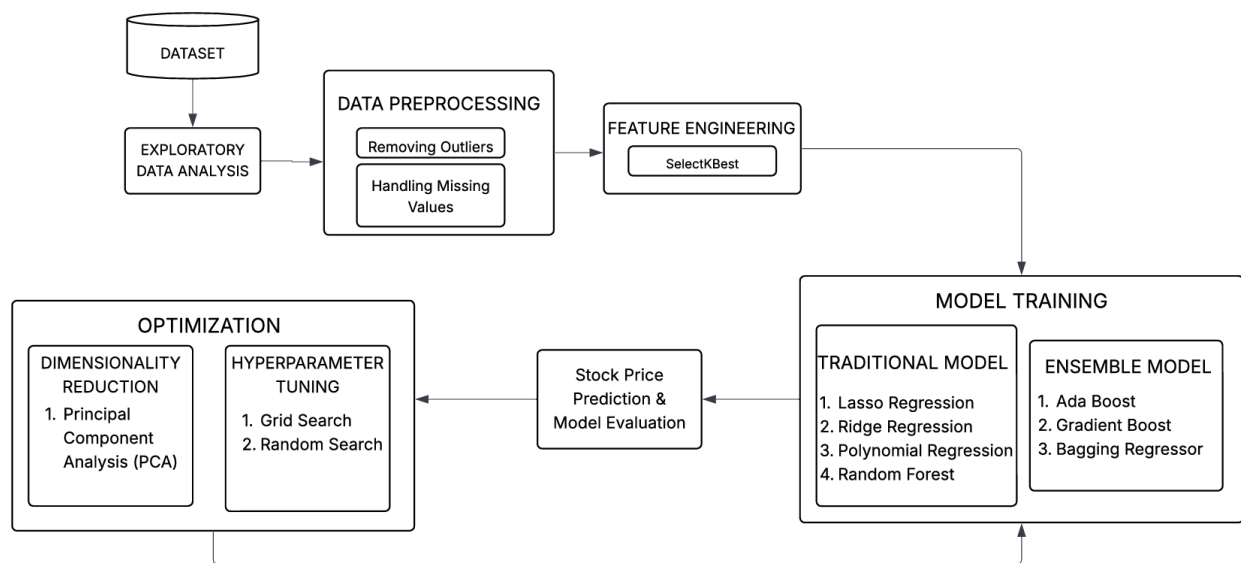 DATASET
EXPLORATORY
DATA ANALYSIS
DATA PREPROCESSING
Removing Outliers
Handling Missing
Values
FEATURE ENGINEERING
SelectKBest
MODEL TRAINING
TRADITIONAL MODEL
1. Lasso Regression
2. Ridge Regression
3. Polynomial Regression
4. Random Forest
ENSEMBLE MODEL
1. Ada Boost
2. Gradient Boost
3. Bagging Regressor
Stock Price
Prediction &
Model Evaluation
OPTIMIZATION
DIMENSIONALITY
REDUCTION
1. Principal
Component
Analysis (PCA)
HYPERPARAMETER
TUNING
1. Grid Search
2. Random Search